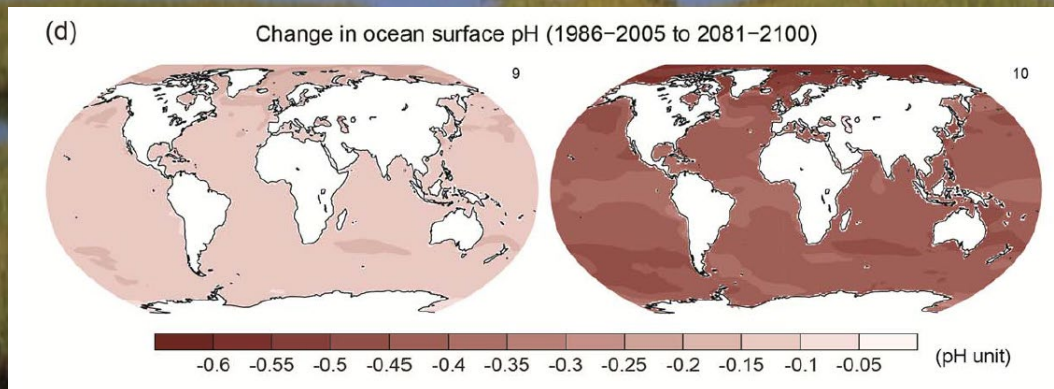 (d)
Change in ocean surface pH (1986−2005 to 2081−2100)
9
10
-0.6 -0.55 -0.5 -0.45 -0.4 -0.35 -0.3 -0.25 -0.2 -0.15 -0.1 -0.05 (pH unit)